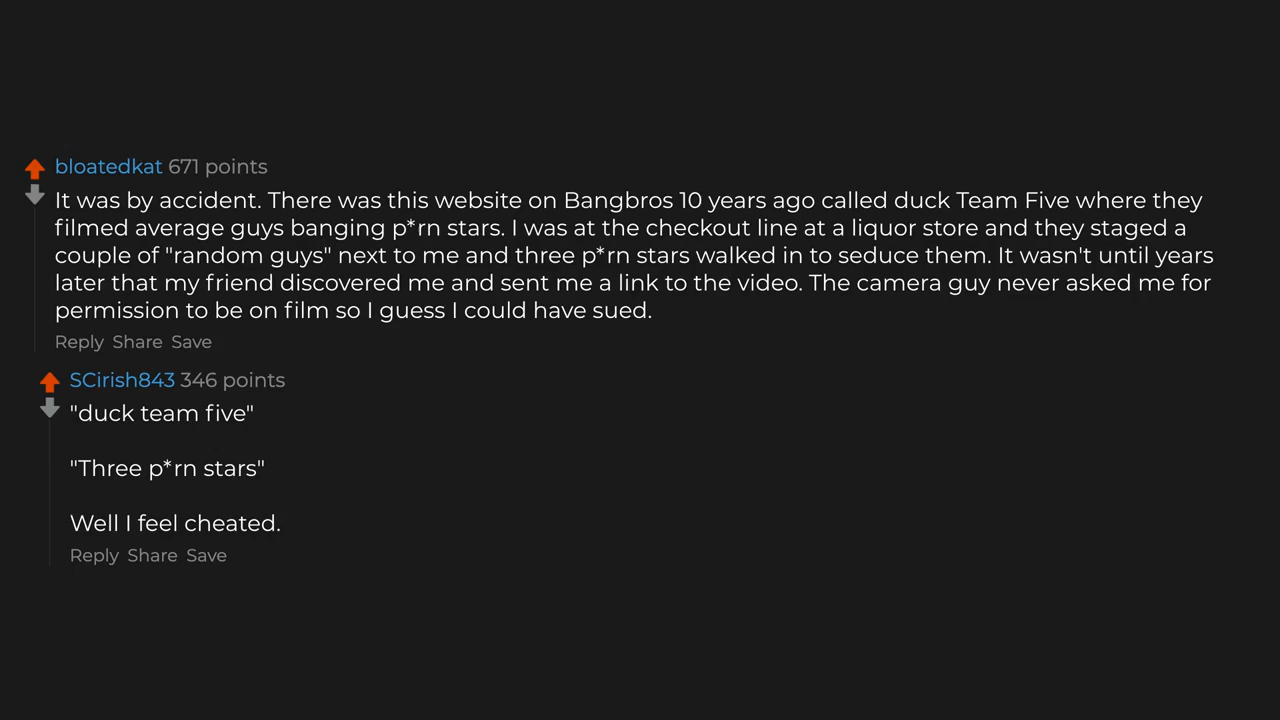 bloatedkat 671 points
It was by accident. There was this website on Bangbros 10 years ago called duck Team Five where they
filmed average guys banging p*rn stars. I was at the checkout line at a liquor store and they staged a
couple of "random guys" next to me and three p*rn stars walked in to seduce them. It wasn't until years
later that my friend discovered me and sent me a link to the video. The camera guy never asked me for
permission to be on film so I guess I could have sued.
Reply Share Save
SCirish843 346 points
"duck team five"
"Three p*rn stars"
Well I feel cheated.
Reply Share Save